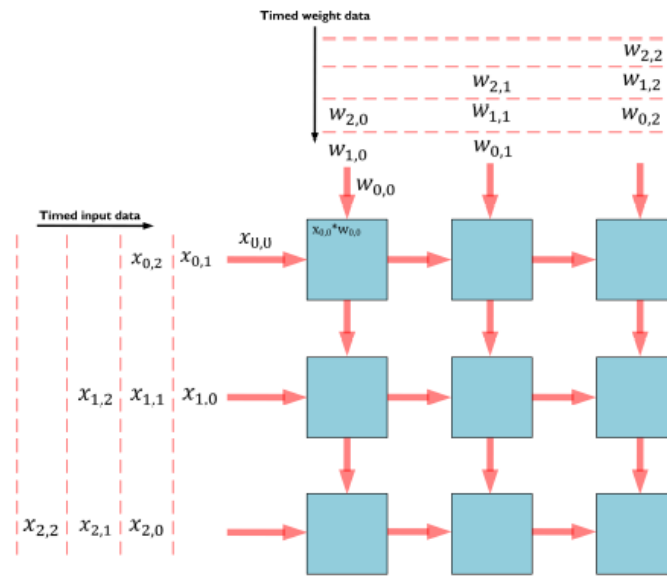 Timed weight data
w2,2
w2,1 w1,2
w2,0 w1,1 w0,2
w1,0 w0,1
w0,0
Timed input data
x0,2 x0,1 x0,0 x0,0*w0,0
x1,2 x1,1 x1,0
x2,2 x2,1 x2,0